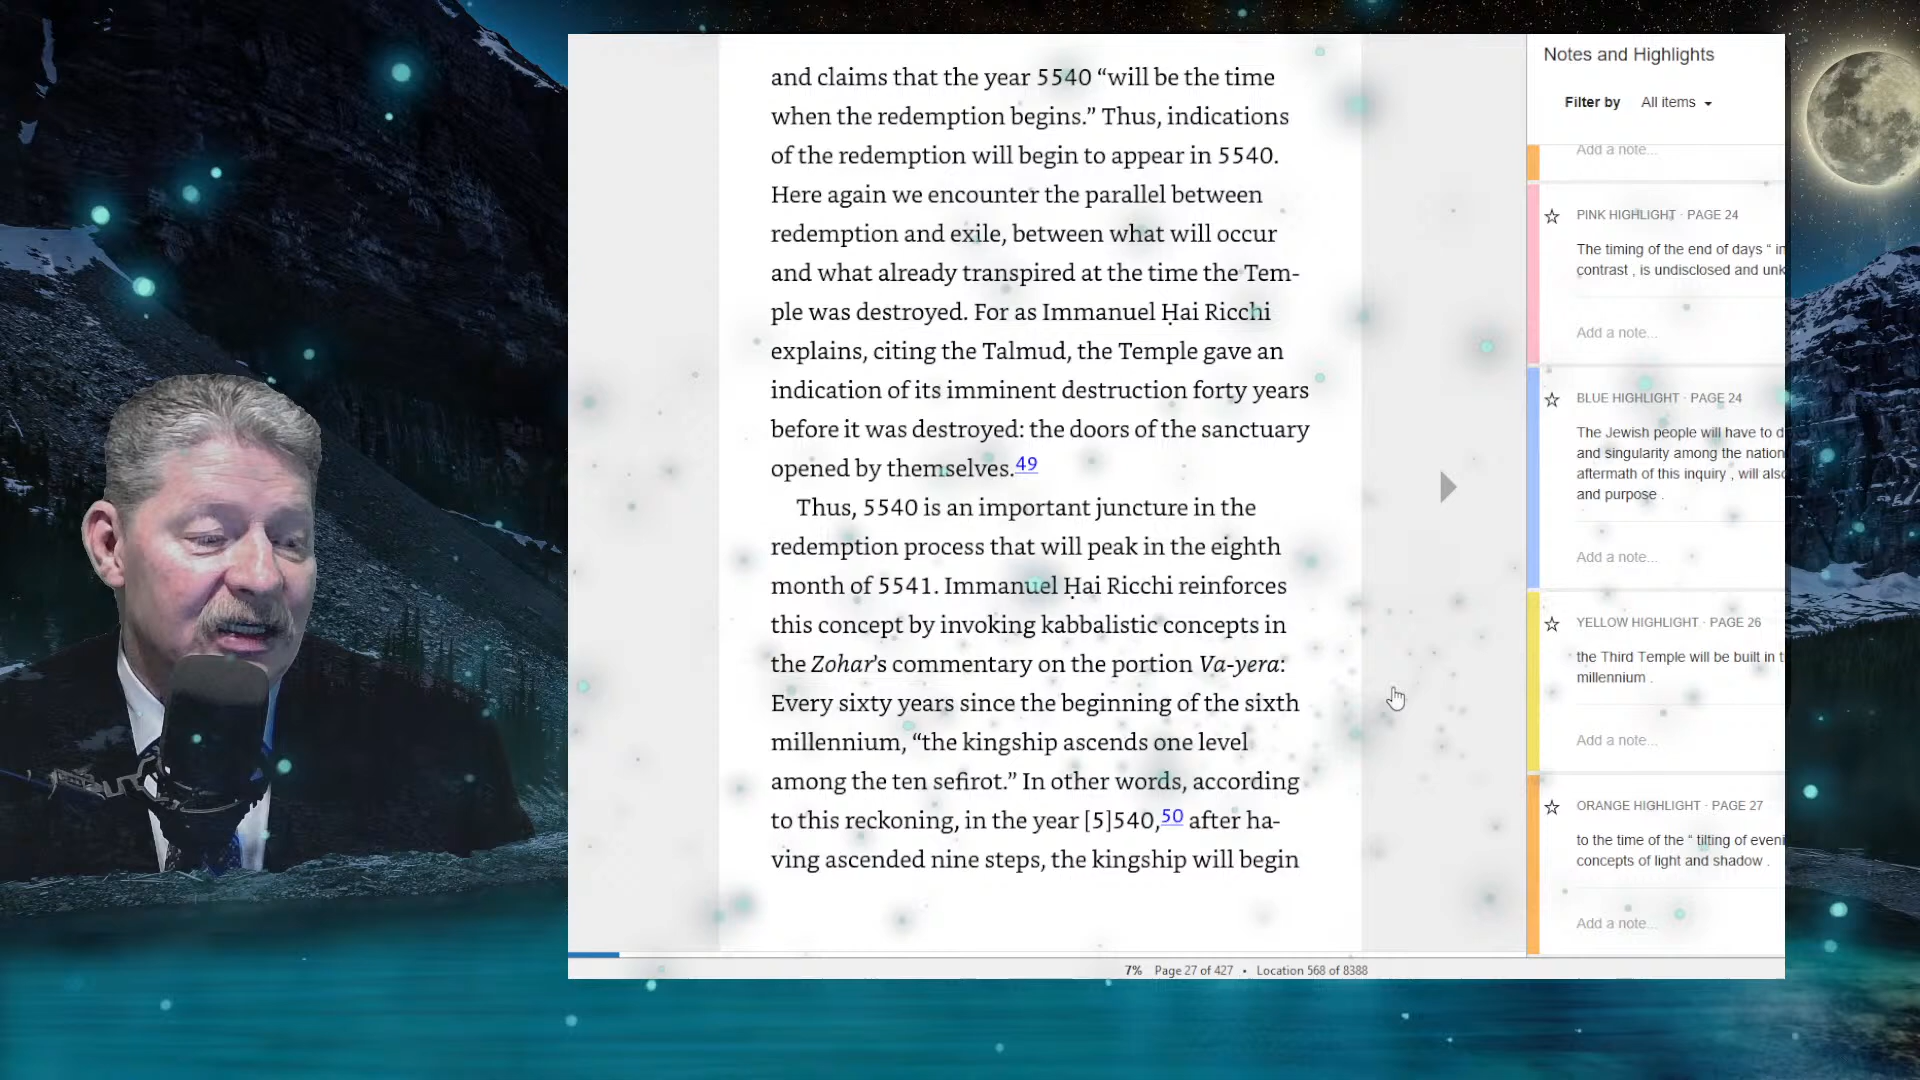 and claims that the year 5540 “will be the time
when the redemption begins.” Thus, indications
of the redemption will begin to appear in 5540.
Here again we encounter the parallel between
redemption and exile, between what will occur
and what already transpired at the time the Tem-
ple was destroyed. For as Immanuel Ḥai Ricchi
explains, citing the Talmud, the Temple gave an
indication of its imminent destruction forty years
before it was destroyed: the doors of the sanctuary
opened by themselves.49
Thus, 5540 is an important juncture in the
redemption process that will peak in the eighth
month of 5541. Immanuel Ḥai Ricchi reinforces
this concept by invoking kabbalistic concepts in
the Zohar’s commentary on the portion Va-yera:
Every sixty years since the beginning of the sixth
millennium, “the kingship ascends one level
among the ten sefirot.” In other words, according
to this reckoning, in the year [5]540,50 after ha-
ving ascended nine steps, the kingship will begin
7% Page 27 of 427 • Location 568 of 8388
Notes and Highlights
Filter by All items
Add a note...
PINK HIGHLIGHT · PAGE 24
The timing of the end of days “ in
contrast , is undisclosed and unk
Add a note...
BLUE HIGHLIGHT · PAGE 24
The Jewish people will have to d
and singularity among the nation
aftermath of this inquiry , will also
and purpose .
Add a note...
YELLOW HIGHLIGHT · PAGE 26
the Third Temple will be built in t
millennium .
Add a note...
ORANGE HIGHLIGHT · PAGE 27
to the time of the “ tilting of eveni
concepts of light and shadow .
Add a note...